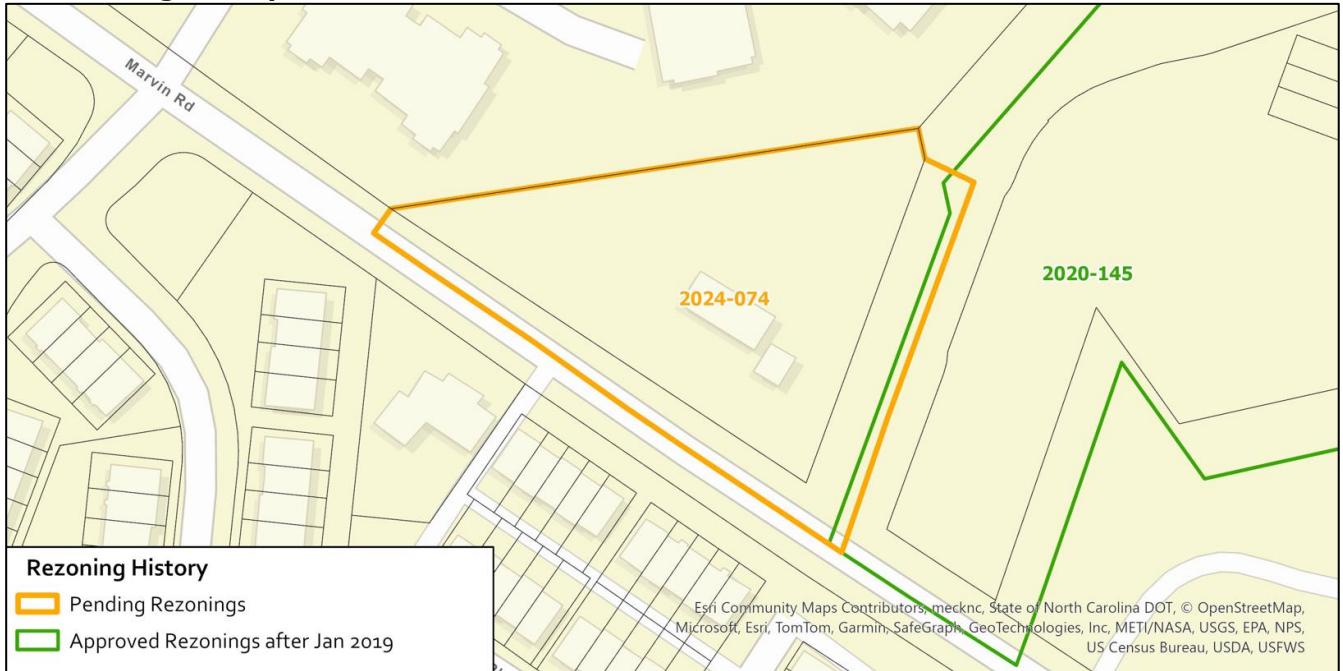 Marvin Rd
2024-074
2020-145
Rezoning History
Pending Rezonings
Approved Rezonings after Jan 2019
Esri Community Maps Contributors, mecknc, State of North Carolina DOT, © OpenStreetMap,
Microsoft, Esri, TomTom, Garmin, SafeGraph, GeoTechnologies, Inc, METI/NASA, USGS, EPA, NPS,
US Census Bureau, USDA, USFWS